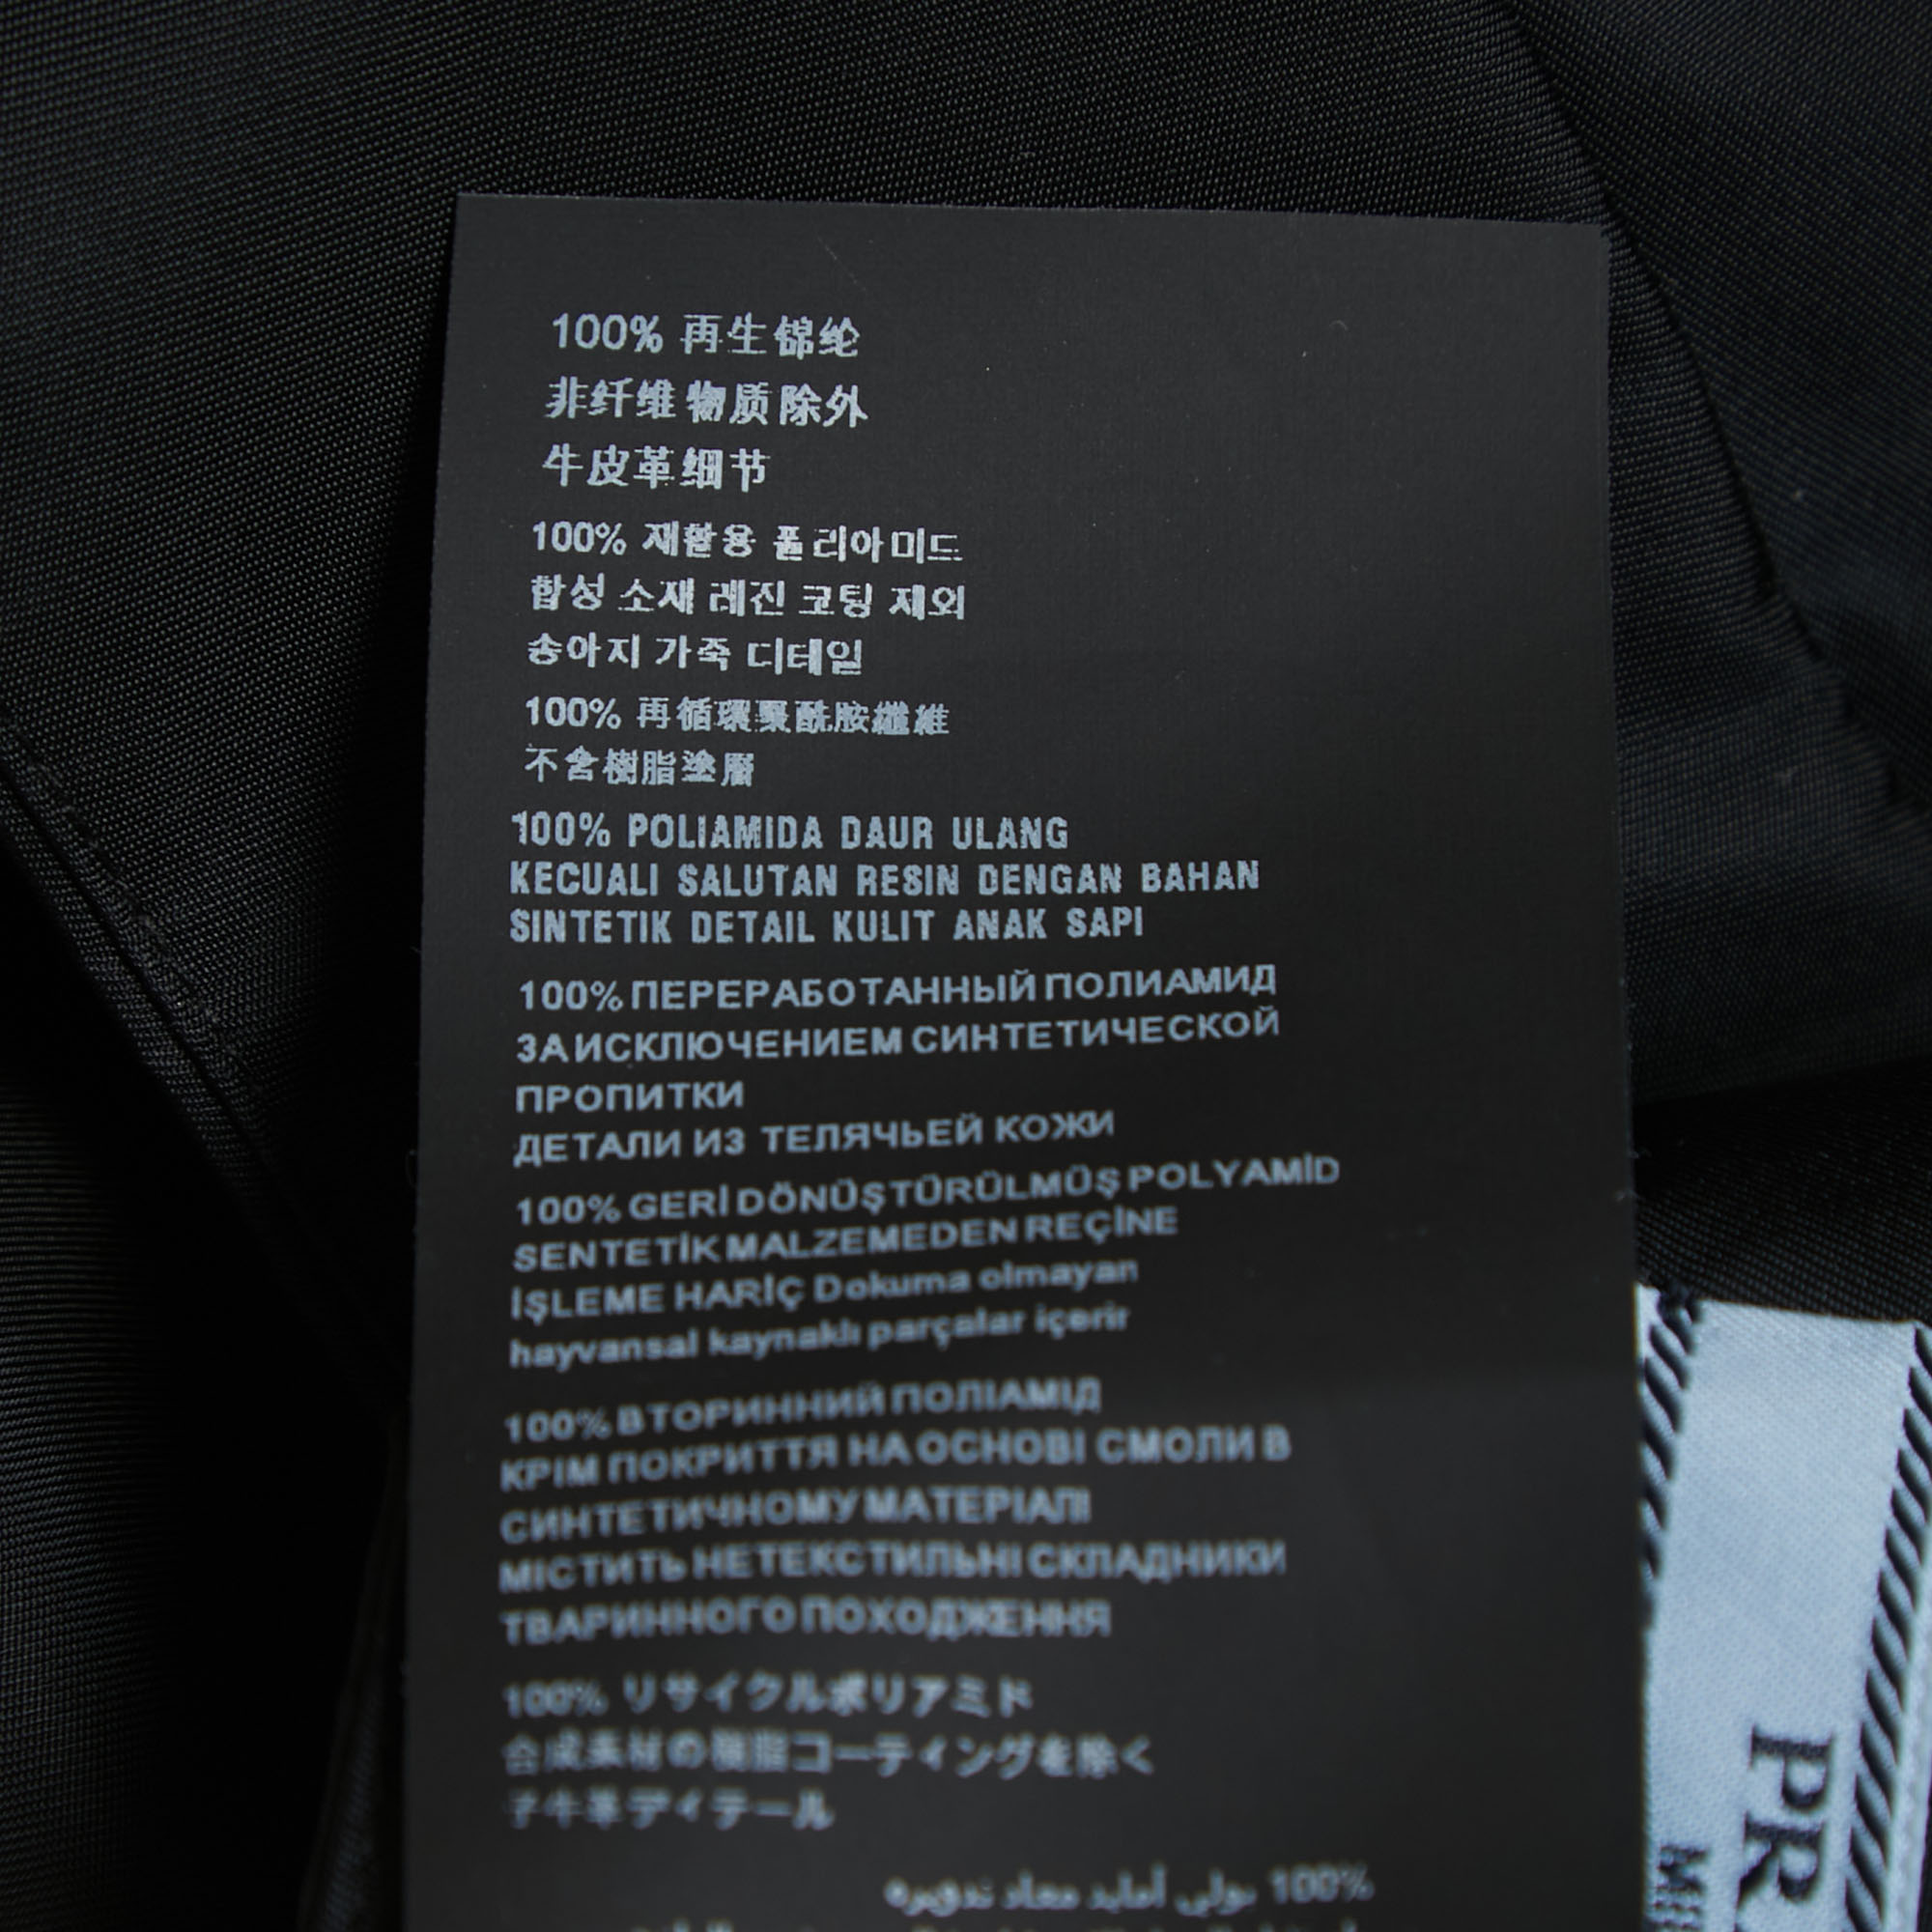 100% 再生锦纶
非纤维物质除外
牛皮革细节
100% 재활용 폴리아미드
합성 소재 레진 코팅 제외
송아지 가죽 디테일
100% 再循環聚酰胺纖維
不含樹脂塗層
100% POLIAMIDA DAUR ULANG
KECUALI SALUTAN RESIN DENGAN BAHAN
SINTETIK DETAIL KULIT ANAK SAPI
100% ПЕРЕРАБОТАННЫЙ ПОЛИАМИД
ЗА ИСКЛЮЧЕНИЕМ СИНТЕТИЧЕСКОЙ
ПРОПИТКИ
ДЕТАЛИ ИЗ ТЕЛЯЧЬЕЙ КОЖИ
100% GERİ DÖNÜŞTÜRÜLMÜŞ POLYAMİD
SENTETİK MALZEMEDEN REÇİNE
İŞLEME HARİÇ Dokuma olmayan
hayvansal kaynaklı parçalar içerir
100% ВТОРИННИЙ ПОЛІАМІД
КРІМ ПОКРИТТЯ НА ОСНОВІ СМОЛИ В
СИНТЕТИЧНОМУ МАТЕРІАЛІ
МІСТИТЬ НЕТЕКСТИЛЬНІ СКЛАДНИКИ
ТВАРИННОГО ПОХОДЖЕННЯ
100% リサイクルポリアミド
合成素材の樹脂コーティングを除く
子牛革ディテール
100% بولي أمايد معاد تدويره
PR
MI